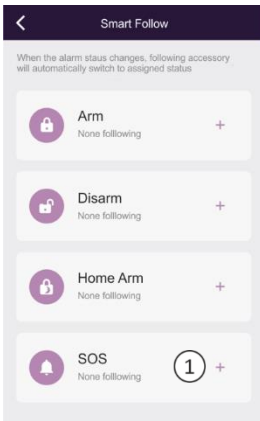 Smart Follow
When the alarm staus changes, following accessory
will automatically switch to assigned status
Arm
None folllowing
+
Disarm
None folllowing
+
Home Arm
None folllowing
+
SOS
None folllowing
1 +